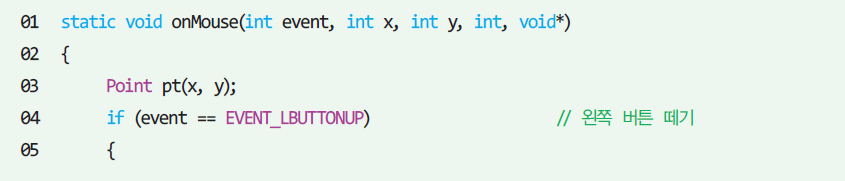 01 static void onMouse(int event, int x, int y, int, void*)
02 {
03 Point pt(x, y);
04 if (event == EVENT_LBUTTONUP) // 왼쪽 버튼 떼기
05 {